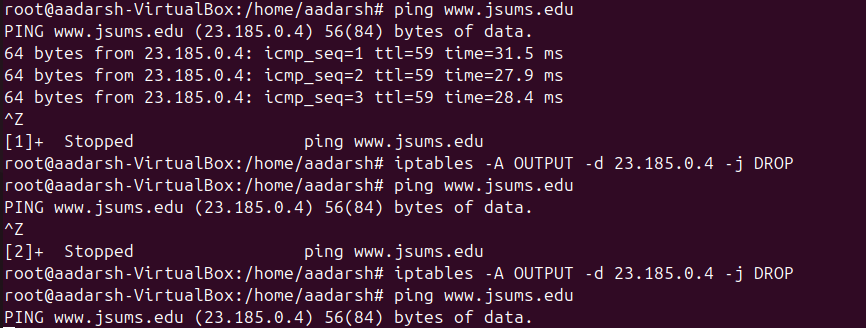 root@aadarsh-VirtualBox:/home/aadarsh# ping www.jsums.edu
PING www.jsums.edu (23.185.0.4) 56(84) bytes of data.
64 bytes from 23.185.0.4: icmp_seq=1 ttl=59 time=31.5 ms
64 bytes from 23.185.0.4: icmp_seq=2 ttl=59 time=27.9 ms
64 bytes from 23.185.0.4: icmp_seq=3 ttl=59 time=28.4 ms
^Z
[1]+  Stopped                 ping www.jsums.edu
root@aadarsh-VirtualBox:/home/aadarsh# iptables -A OUTPUT -d 23.185.0.4 -j DROP
root@aadarsh-VirtualBox:/home/aadarsh# ping www.jsums.edu
PING www.jsums.edu (23.185.0.4) 56(84) bytes of data.
^Z
[2]+  Stopped                 ping www.jsums.edu
root@aadarsh-VirtualBox:/home/aadarsh# iptables -A OUTPUT -d 23.185.0.4 -j DROP
root@aadarsh-VirtualBox:/home/aadarsh# ping www.jsums.edu
PING www.jsums.edu (23.185.0.4) 56(84) bytes of data.